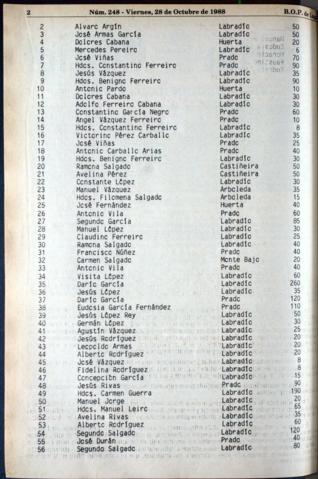 2 Núm. 248 - Viernes, 28 de Octubre de 1988 B.O.P. de
2 Alvaro Argín Labradío 50
3 José Armas García Labradío 50
4 Dolores Cabana Huerta 20
5 Mercedes Pereiro Labradío 6
6 José Viñas Prado 70
7 Hdos. Constantino Ferreiro Prado 30
8 Jesús Vázquez Labradío 35
9 Hdos. Benigno Ferreiro Labradío 90
10 Antonio Pardo Huerta 10
11 Dolores Cabana Labradío 30
12 Adolfo Ferreiro Cabana Labradío 30
13 Constantino García Negro Prado 60
14 Angel Vázquez Ferreiro Prado 10
15 Hdos. Constantino Ferreiro Labradío 8
16 Victorino Pérez Carballo Labradío 35
17 José Viñas Prado 25
18 Antonio Carballo Arias Prado 40
19 Hdos. Benigno Ferreiro Labradío 30
20 Ramona Salgado Castiñeira 50
21 Avelina Pérez Castiñeira 50
22 Constante López Labradío 30
23 Manuel Vázquez Arboleda 35
24 Hdos. Filomena Salgado Arboleda 15
25 José Fernández Huerta 40
26 Antonio Vila Prado 60
27 Segundo García Labradío 85
28 Manuel López Labradío 30
29 Claudino Ferreiro Labradío 25
30 Ramona Salgado Labradío 40
31 Francisco Núñez Prado 40
32 Carmen Salgado Monte Bajo 20
33 Antonio Vila Prado 40
34 Visita López Labradío 60
35 Darío García Labradío 260
36 Jesús López Labradío 35
37 Darío García Prado 120
38 Eudosia García Fernández Prado 110
39 Jesús López Rey Labradío 50
40 Germán López Labradío 30
41 Agustín Vázquez Labradío 25
42 Jesús Rodríguez Labradío 20
43 Leopoldo Armas Labradío 20
44 Alberto Rodríguez Labradío 8
45 José Vázquez Labradío 8
46 Fidelina Rodríguez Labradío 8
47 Concepción García Labradío 15
48 Jesús Rivas Prado 90
49 Hdos. Carmen Guerra Labradío 190
50 Manuel Jorge Labradío 20
51 Hdos. Manuel Leiro Labradío 65
52 Avelina Rivas Labradío 35
53 Alberto Rodríguez Labradío 60
54 Segundo Salgado Labradío 120
55 José Durán Prado 40
56 Segundo Salgado Labradío 80